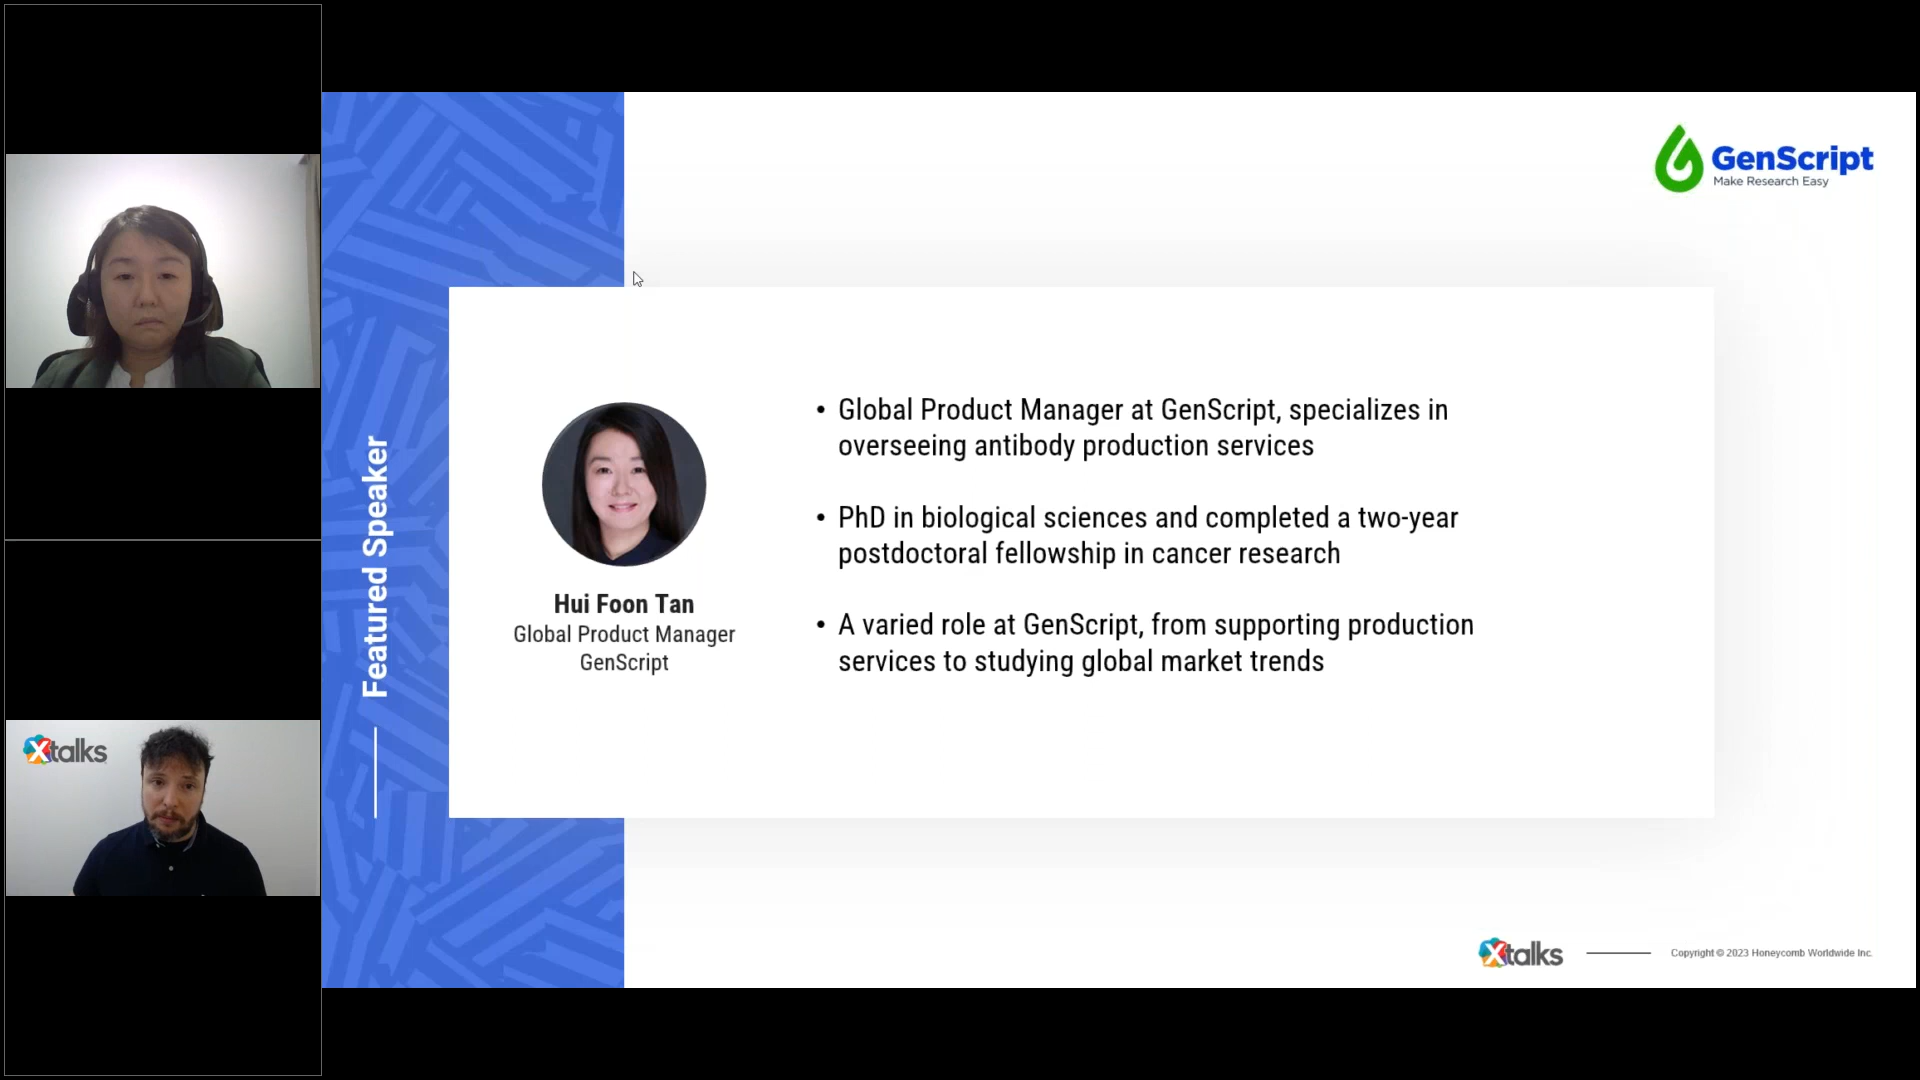 GenScript
Make Research Easy
Featured Speaker
Hui Foon Tan
Global Product Manager
GenScript
• Global Product Manager at GenScript, specializes in
overseeing antibody production services
• PhD in biological sciences and completed a two-year
postdoctoral fellowship in cancer research
• A varied role at GenScript, from supporting production
services to studying global market trends
Xtalks
Xtalks
Copyright © 2023 Honeycomb Worldwide Inc.